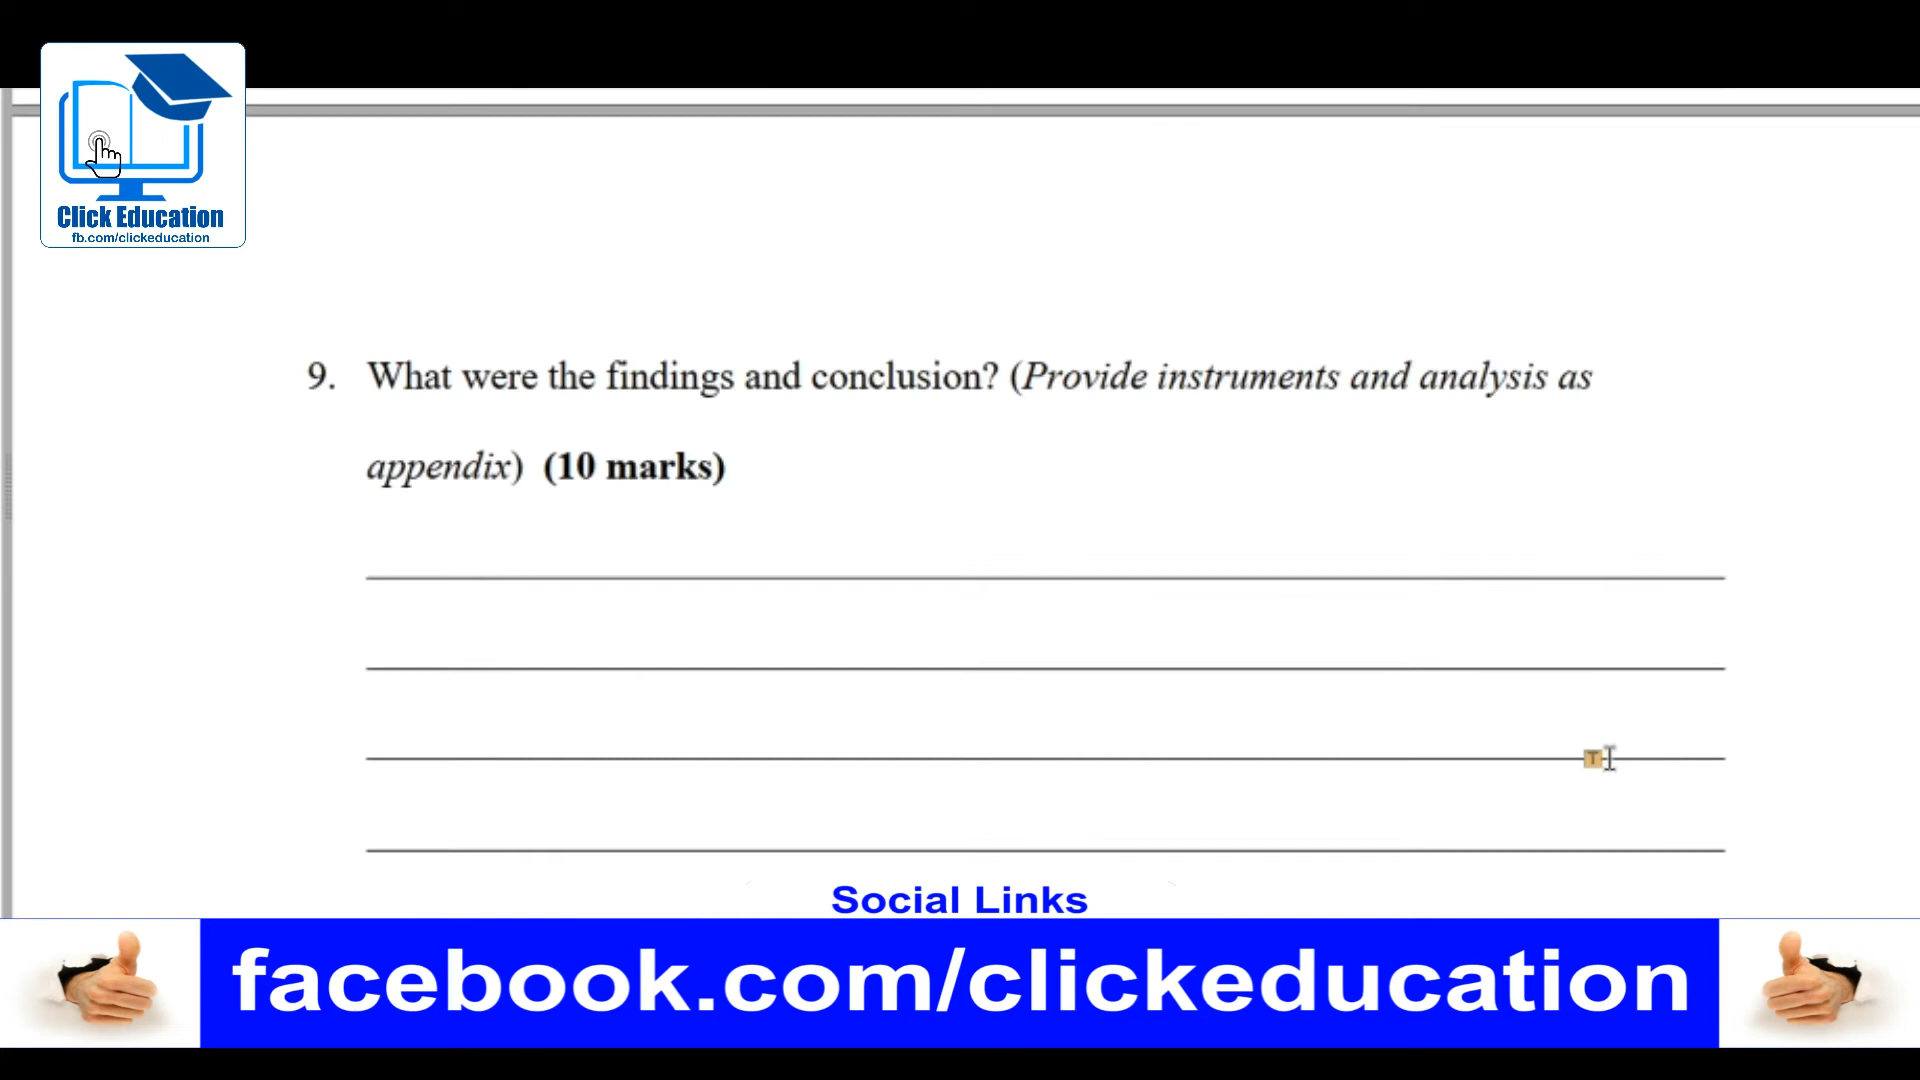 Click Education
fb.com/clickeducation
9. What were the findings and conclusion? (Provide instruments and analysis as
appendix) (10 marks)
T
Social Links
facebook.com/clickeducation